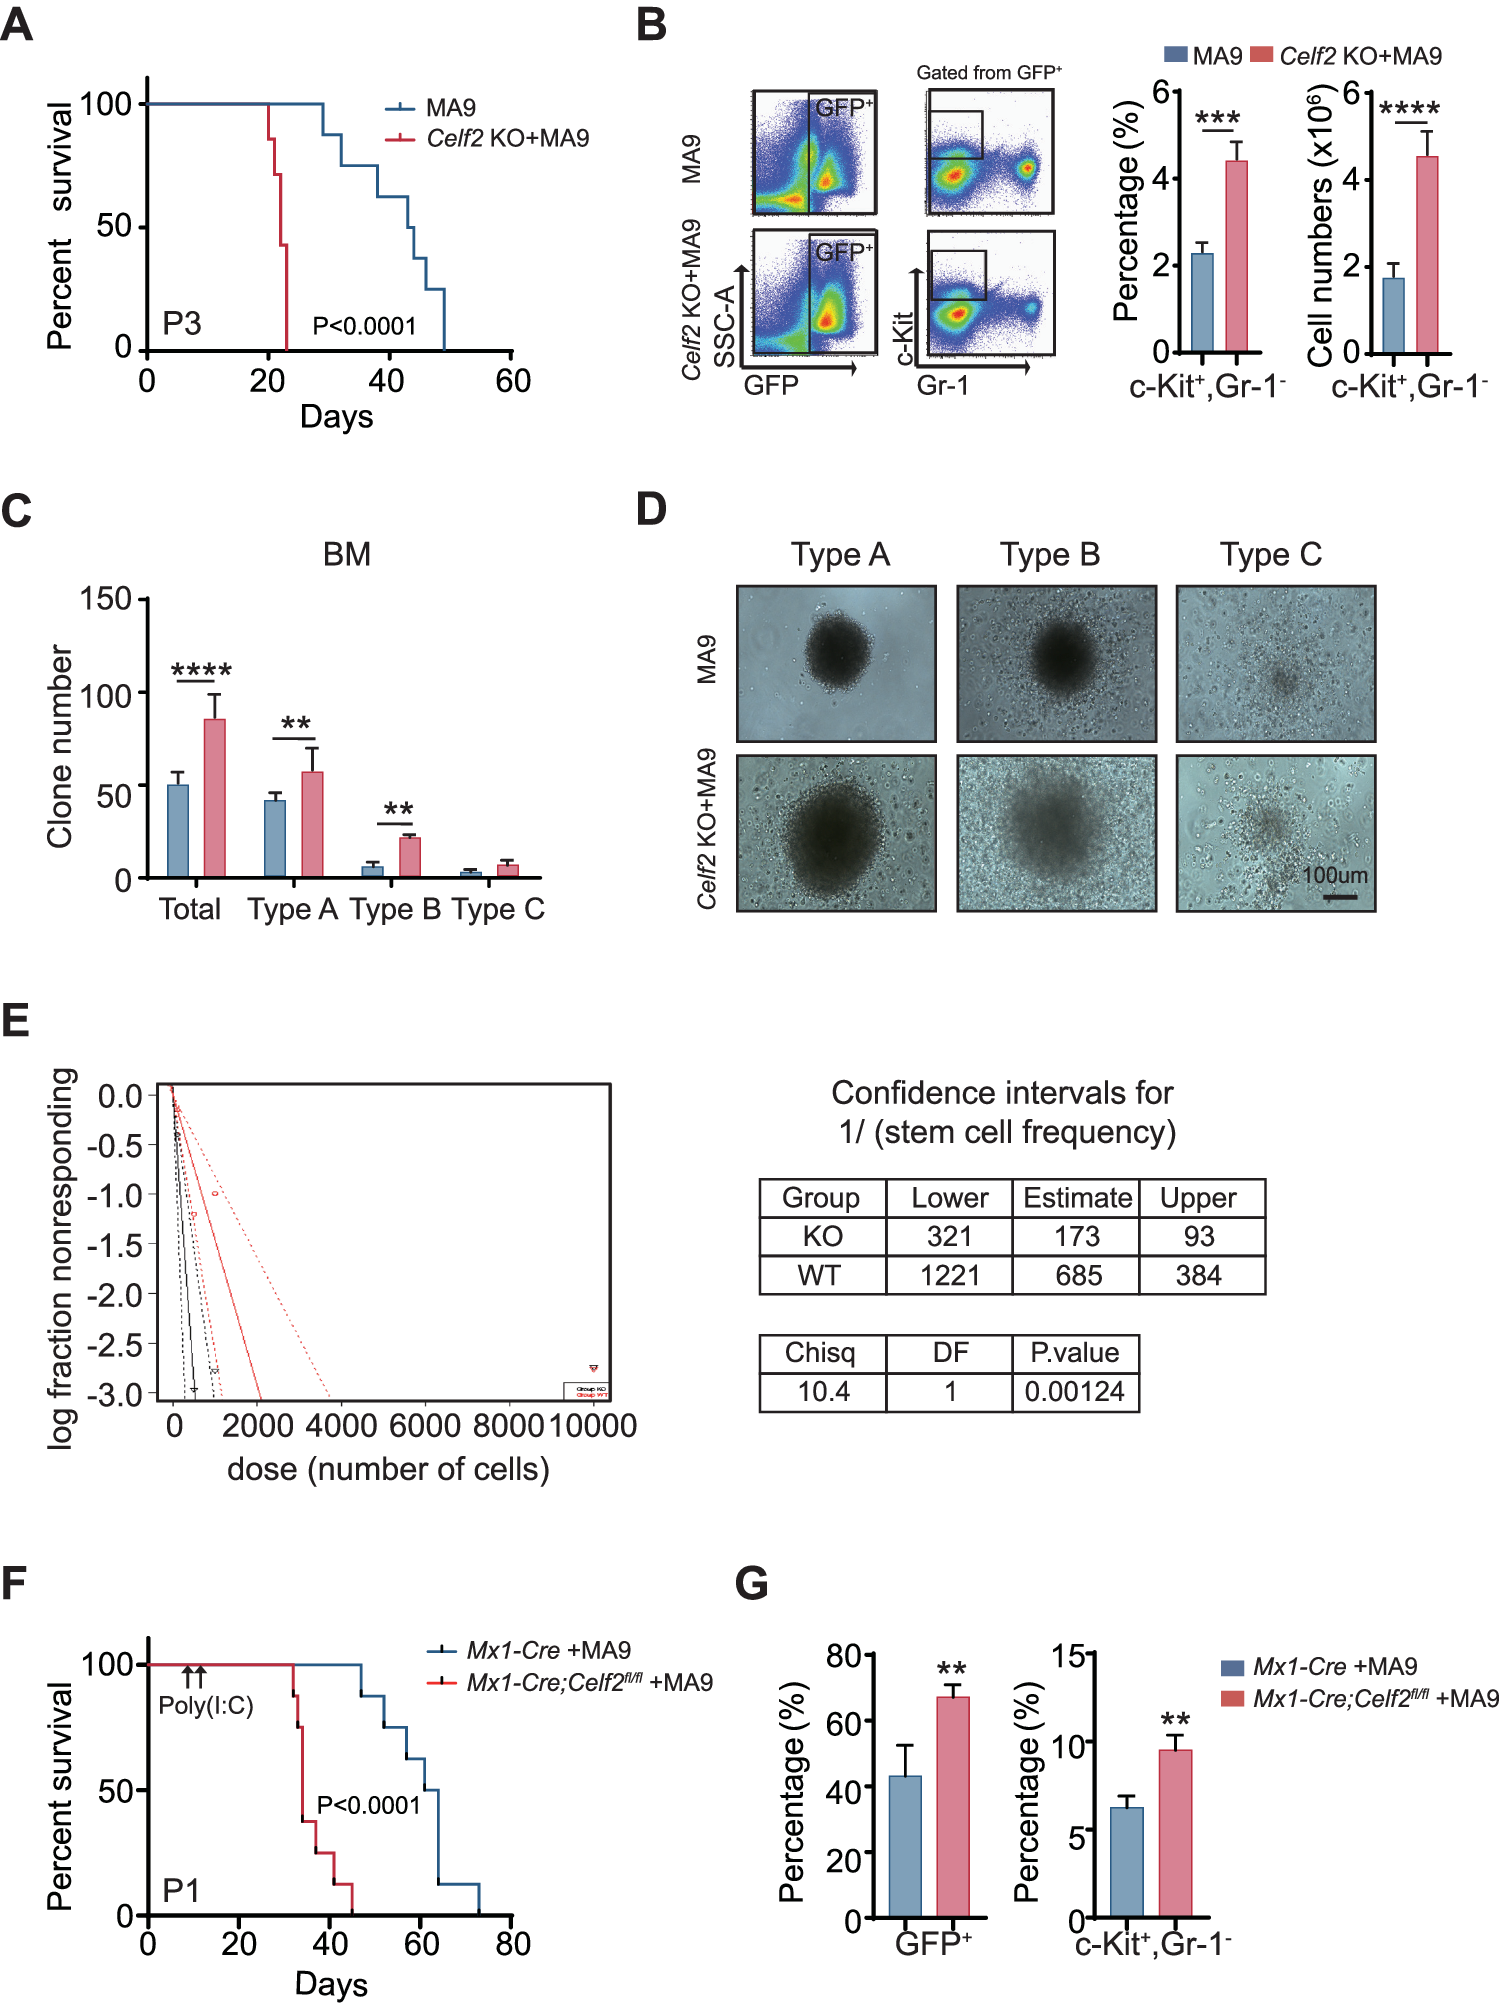 A
Percent survival
100
50
0
MA9
Celf2 KO+MA9
P3
P<0.0001
0 20 40 60
Days
B
Gated from GFP⁺
MA9
Celf2 KO+MA9
GFP⁺
GFP⁺
SSC-A
GFP
c-Kit
Gr-1
MA9 Celf2 KO+MA9
Percentage (%)
6
4
2
0
***
c-Kit⁺,Gr-1⁻
Cell numbers (x10⁶)
6
4
2
0
****
c-Kit⁺,Gr-1⁻
C
BM
Clone number
150
100
50
0
****
**
**
Total Type A Type B Type C
D
Type A Type B Type C
MA9
Celf2 KO+MA9
100um
E
log fraction nonresponding
0.0
-0.5
-1.0
-1.5
-2.0
-2.5
-3.0
Group KO
Group WT
0 2000 4000 6000 8000 10000
dose (number of cells)
Confidence intervals for
1/ (stem cell frequency)
Group Lower Estimate Upper
KO 321 173 93
WT 1221 685 384
Chisq DF P.value
10.4 1 0.00124
F
Percent survival
100
50
0
Poly(I:C)
Mx1-Cre +MA9
Mx1-Cre;Celf2fl/fl +MA9
P<0.0001
P1
0 20 40 60 80
Days
G
Percentage (%)
80
60
40
20
0
**
GFP⁺
Percentage (%)
15
10
5
0
**
c-Kit⁺,Gr-1⁻
Mx1-Cre +MA9
Mx1-Cre;Celf2fl/fl +MA9